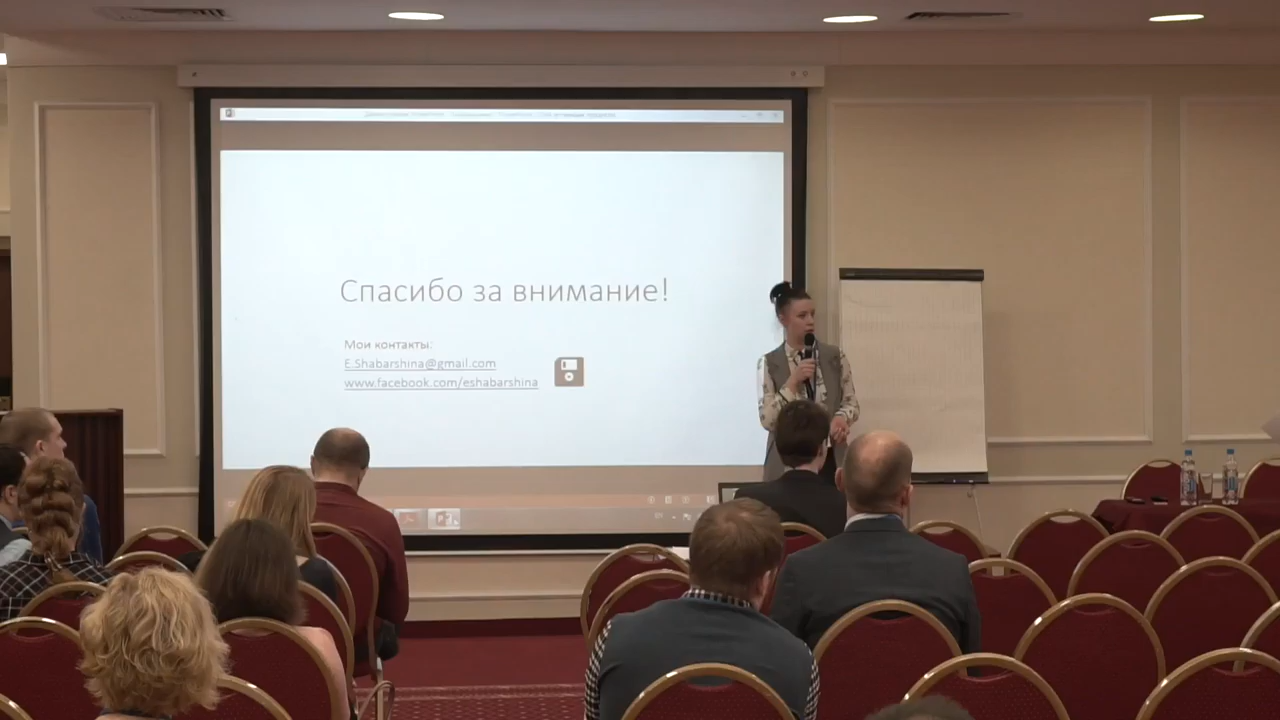 Спасибо за внимание!
Мои контакты:
E.Shabarshina@gmail.com
www.facebook.com/eshabarshina